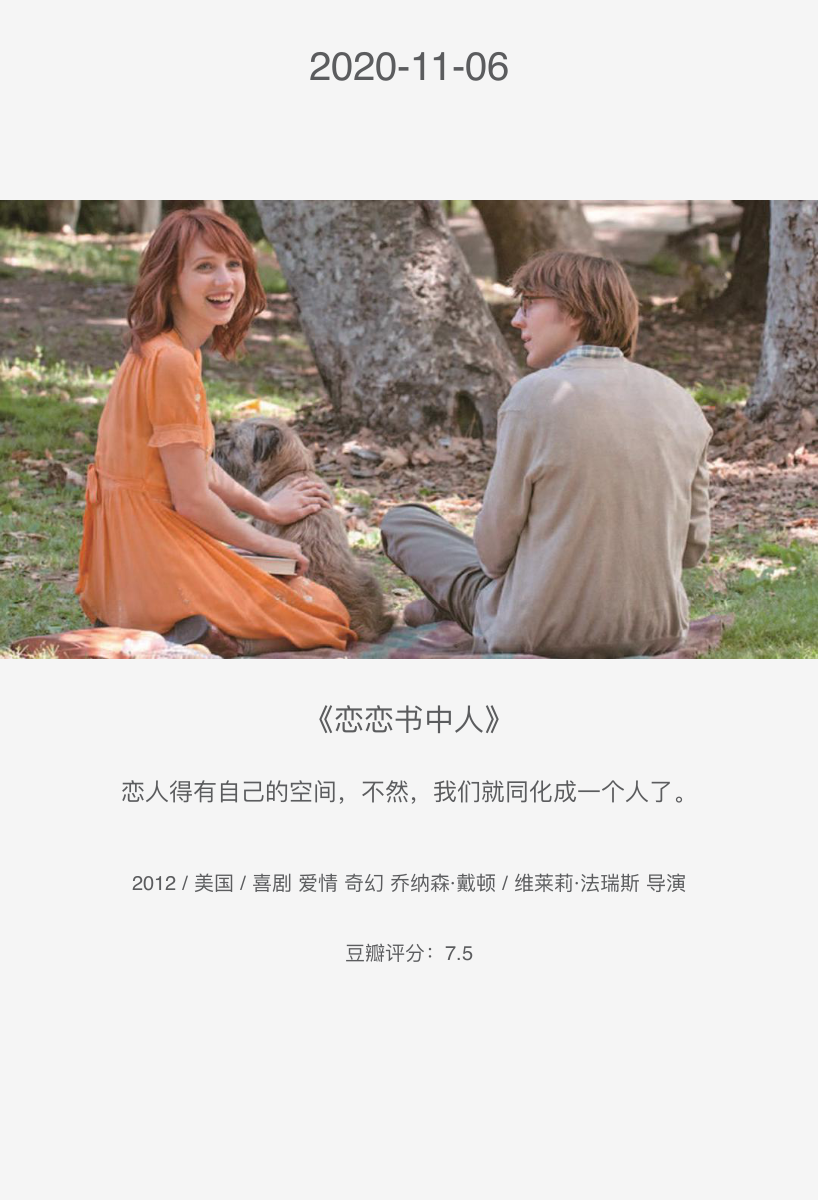 2020-11-06
《恋恋书中人》
恋人得有自己的空间，不然，我们就同化成一个人了。
2012 / 美国 / 喜剧 爱情 奇幻 乔纳森·戴顿 / 维莱莉·法瑞斯 导演
豆瓣评分：7.5